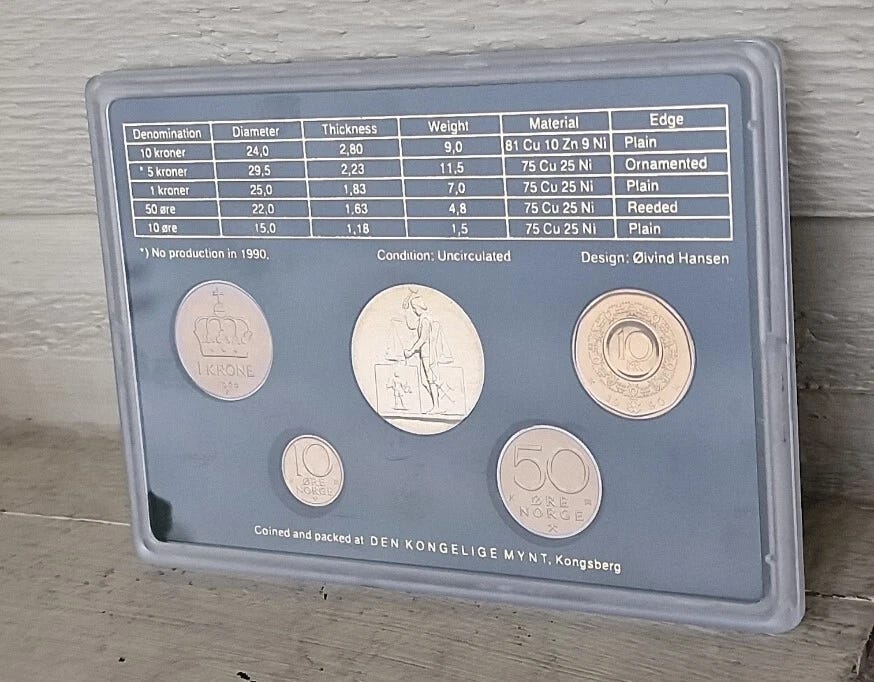 Denomination Diameter Thickness Weight Material Edge
10 kroner 24,0 2,80 9,0 81 Cu 10 Zn 9 Ni Plain
* 5 kroner 29,5 2,23 11,5 75 Cu 25 Ni Ornamented
1 kroner 25,0 1,83 7,0 75 Cu 25 Ni Plain
50 øre 22,0 1,63 4,8 75 Cu 25 Ni Reeded
10 øre 15,0 1,18 1,5 75 Cu 25 Ni Plain
*) No production in 1990. Condition: Uncirculated Design: Øivind Hansen
1 KRONE
10
KR
10
ØRE
NORGE
50
K
ØRE
NORGE
Coined and packed at DEN KONGELIGE MYNT, Kongsberg